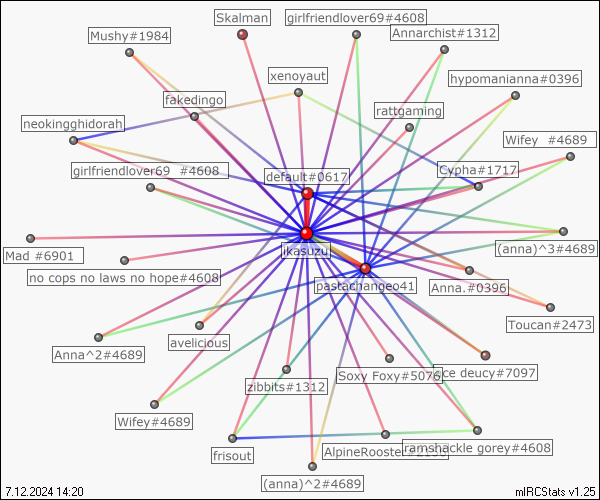 Skalman
girlfriendlover69#4608
Mushy#1984
Annarchist#1312
xenoyaut
hypomanianna#0396
fakedingo
rattgaming
neokingghidorah
Wifey #4689
girlfriendlover69 #4608
default#0617
Cypha#1717
ikasuzu
(anna)^3#4689
Mad #6901
no cops no laws no hope#4608
pastachangeo41
Anna.#0396
Toucan#2473
avelicious
Anna^2#4689
Soxy Foxy#5076
ce deucy#7097
zibbits#1312
Wifey#4689
frisout
AlpineRooster
ramshackle gorey#4608
(anna)^2#4689
7.12.2024 14:20
mIRCStats v1.25